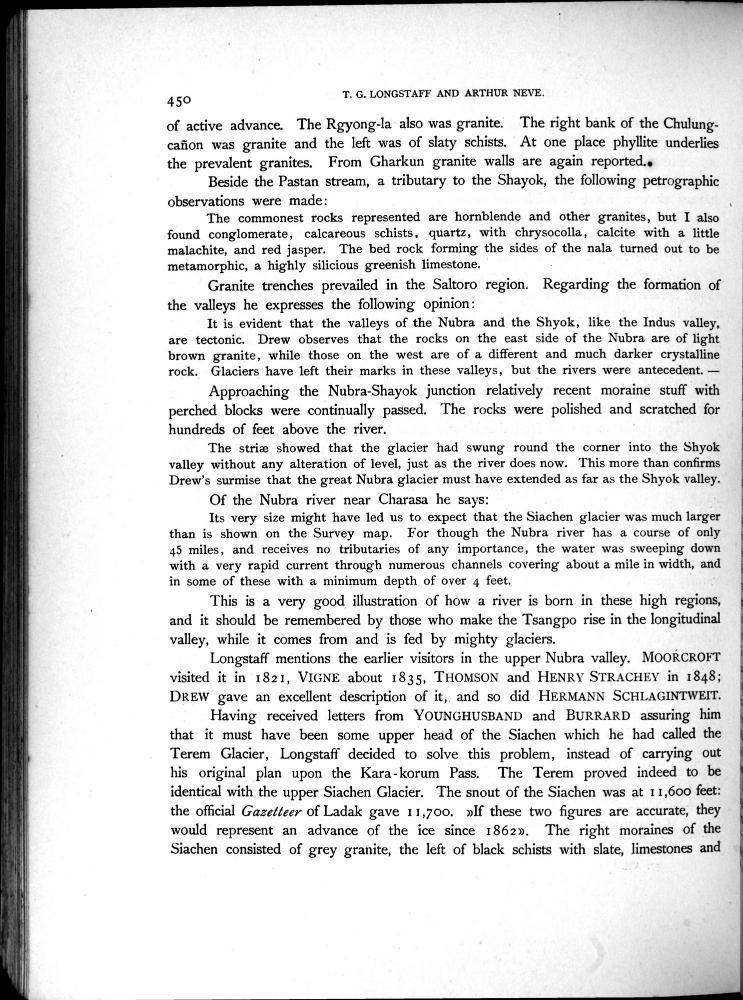 450
T. G. LONGSTAFF AND ARTHUR NEVE.
of active advance. The Rgyong-la also was granite. The right bank of the Chulung-
cañon was granite and the left was of slaty schists. At one place phyllite underlies
the prevalent granites. From Gharkun granite walls are again reported.
Beside the Pastan stream, a tributary to the Shayok, the following petrographic
observations were made:
The commonest rocks represented are hornblende and other granites, but I also
found conglomerate, calcareous schists, quartz, with chrysocolla, calcite with a little
malachite, and red jasper. The bed rock forming the sides of the nala turned out to be
metamorphic, a highly silicious greenish limestone.
Granite trenches prevailed in the Saltoro region. Regarding the formation of
the valleys he expresses the following opinion:
It is evident that the valleys of the Nubra and the Shyok, like the Indus valley,
are tectonic. Drew observes that the rocks on the east side of the Nubra are of light
brown granite, while those on the west are of a different and much darker crystalline
rock. Glaciers have left their marks in these valleys, but the rivers were antecedent. —
Approaching the Nubra-Shayok junction relatively recent moraine stuff with
perched blocks were continually passed. The rocks were polished and scratched for
hundreds of feet above the river.
The striæ showed that the glacier had swung round the corner into the Shyok
valley without any alteration of level, just as the river does now. This more than confirms
Drew's surmise that the great Nubra glacier must have extended as far as the Shyok valley.
Of the Nubra river near Charasa he says:
Its very size might have led us to expect that the Siachen glacier was much larger
than is shown on the Survey map. For though the Nubra river has a course of only
45 miles, and receives no tributaries of any importance, the water was sweeping down
with a very rapid current through numerous channels covering about a mile in width, and
in some of these with a minimum depth of over 4 feet.
This is a very good illustration of how a river is born in these high regions,
and it should be remembered by those who make the Tsangpo rise in the longitudinal
valley, while it comes from and is fed by mighty glaciers.
Longstaff mentions the earlier visitors in the upper Nubra valley. MOORCROFT
visited it in 1821, VIGNE about 1835, THOMSON and HENRY STRACHEY in 1848;
DREW gave an excellent description of it, and so did HERMANN SCHLAGINTWEIT.
Having received letters from YOUNGHUSBAND and BURRARD assuring him
that it must have been some upper head of the Siachen which he had called the
Terem Glacier, Longstaff decided to solve this problem, instead of carrying out
his original plan upon the Kara-korum Pass. The Terem proved indeed to be
identical with the upper Siachen Glacier. The snout of the Siachen was at 11,600 feet:
the official Gazetteer of Ladak gave 11,700. »If these two figures are accurate, they
would represent an advance of the ice since 1862». The right moraines of the
Siachen consisted of grey granite, the left of black schists with slate, limestones and